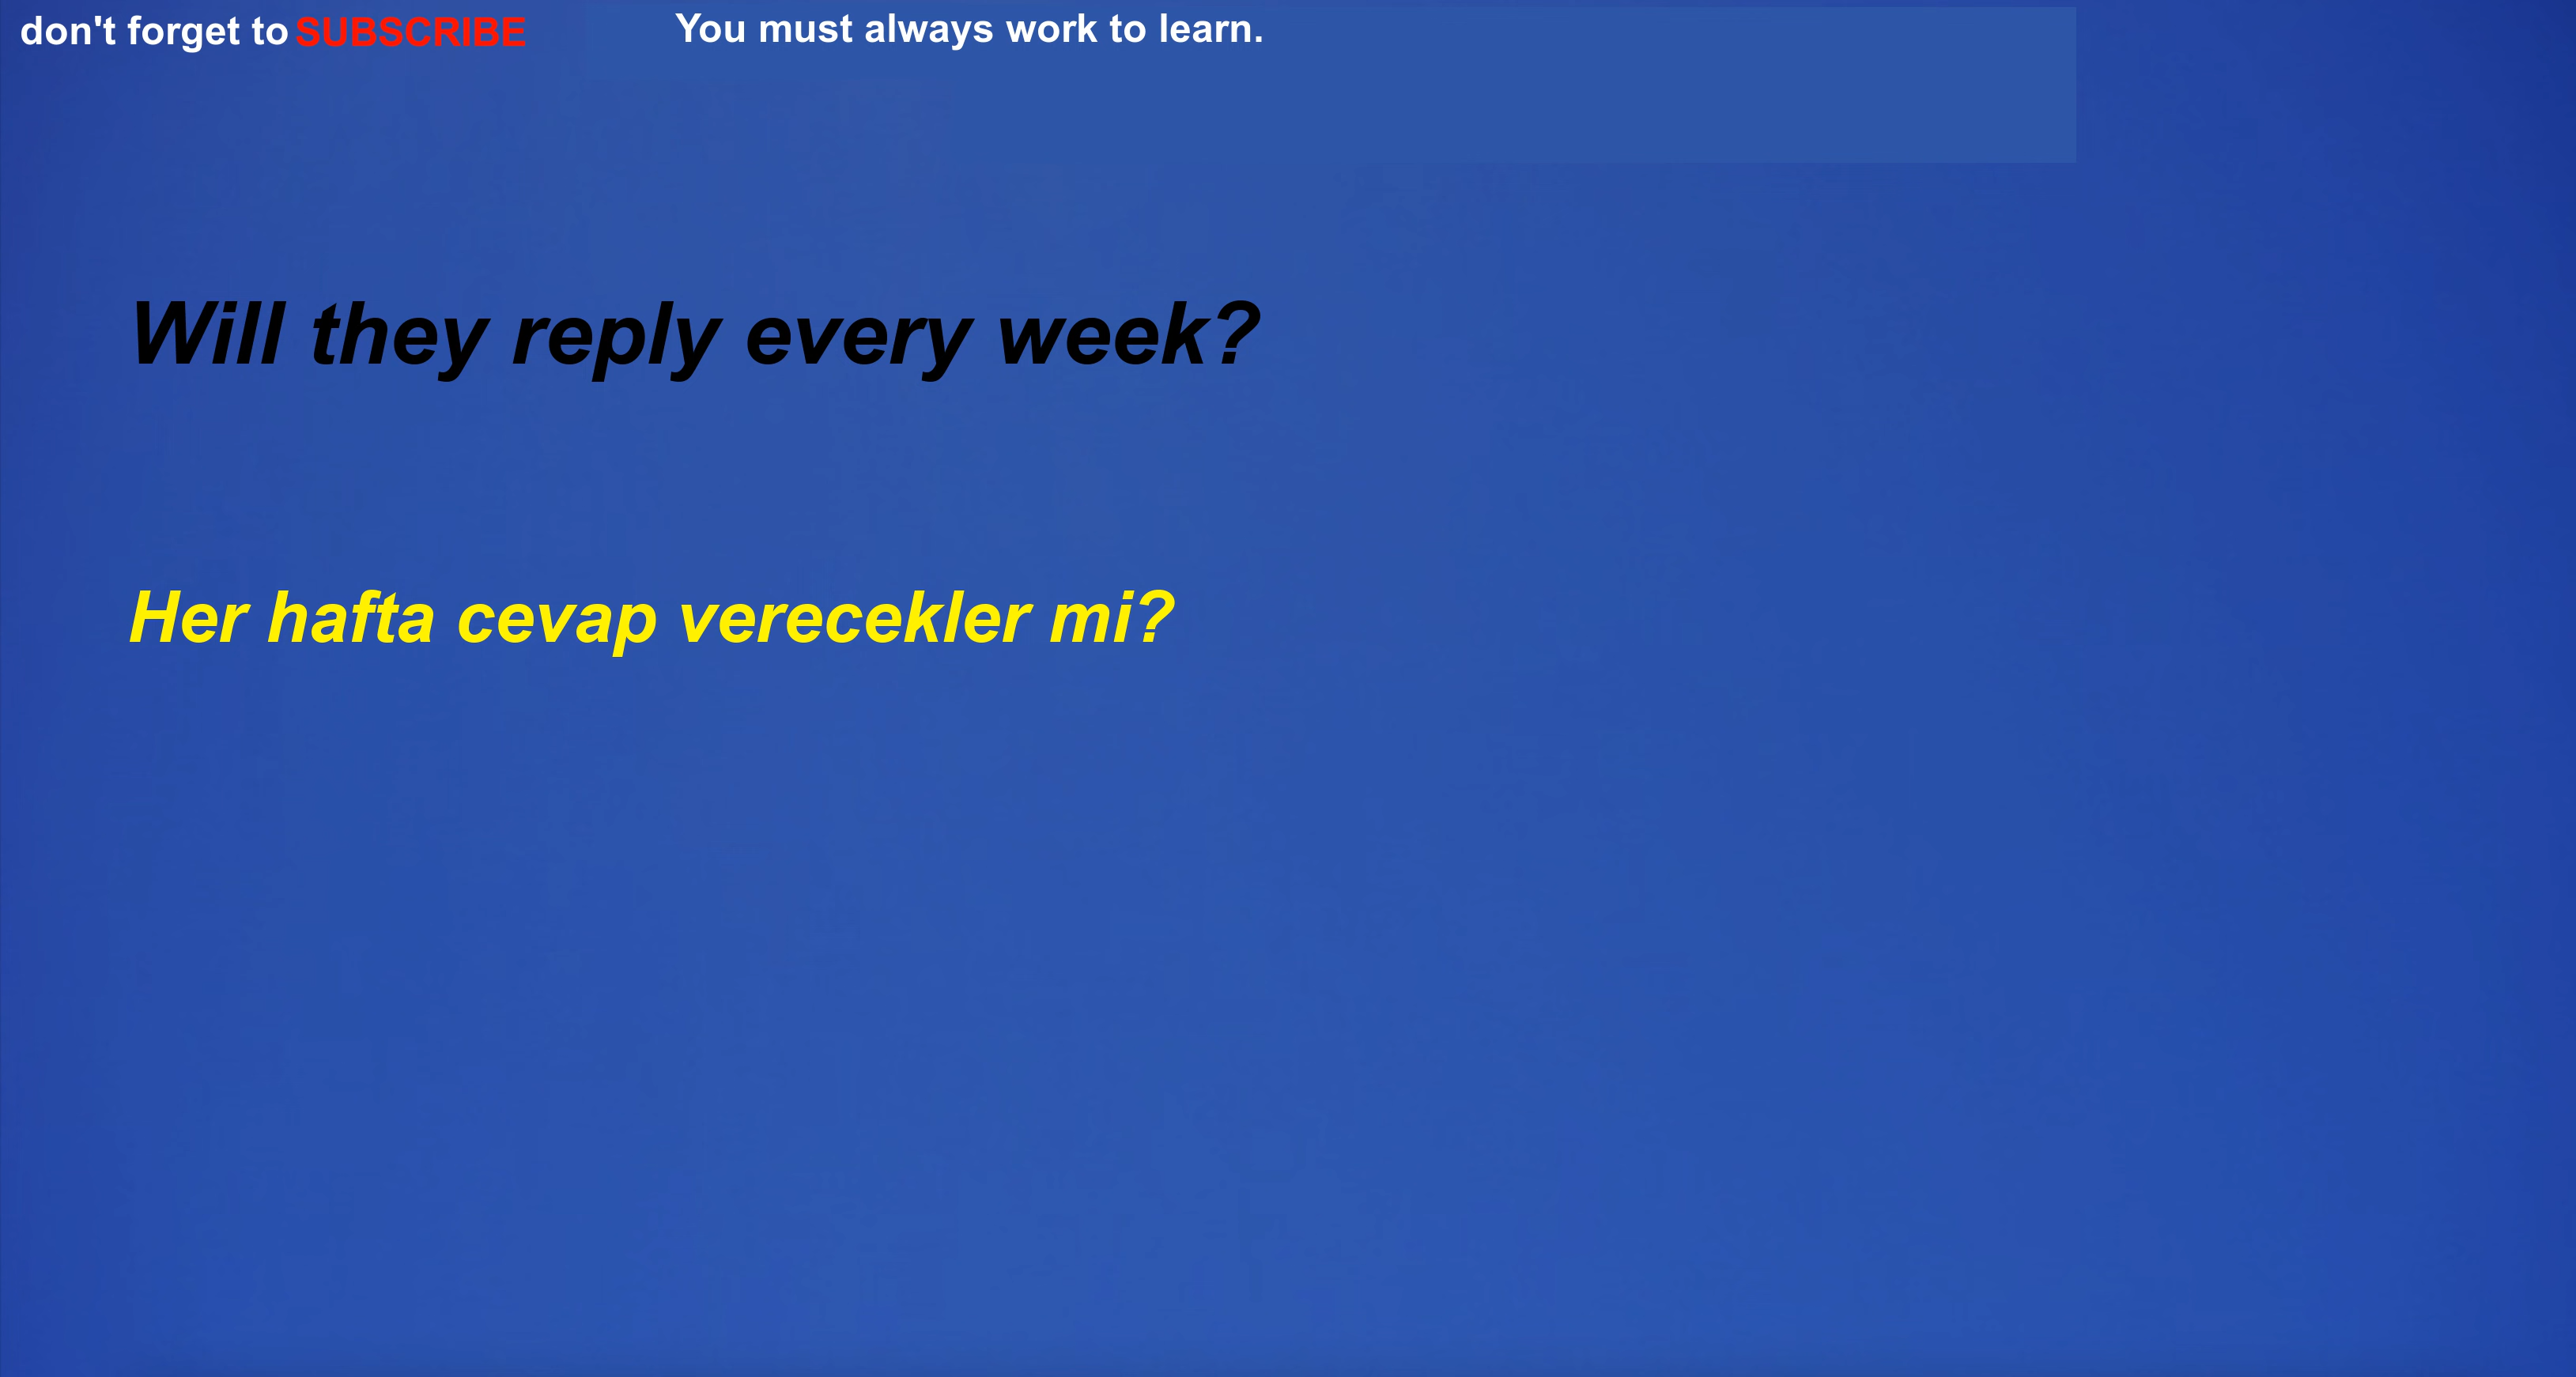 don't forget to SUBSCRIBE
You must always work to learn.
Will they reply every week?
Her hafta cevap verecekler mi?